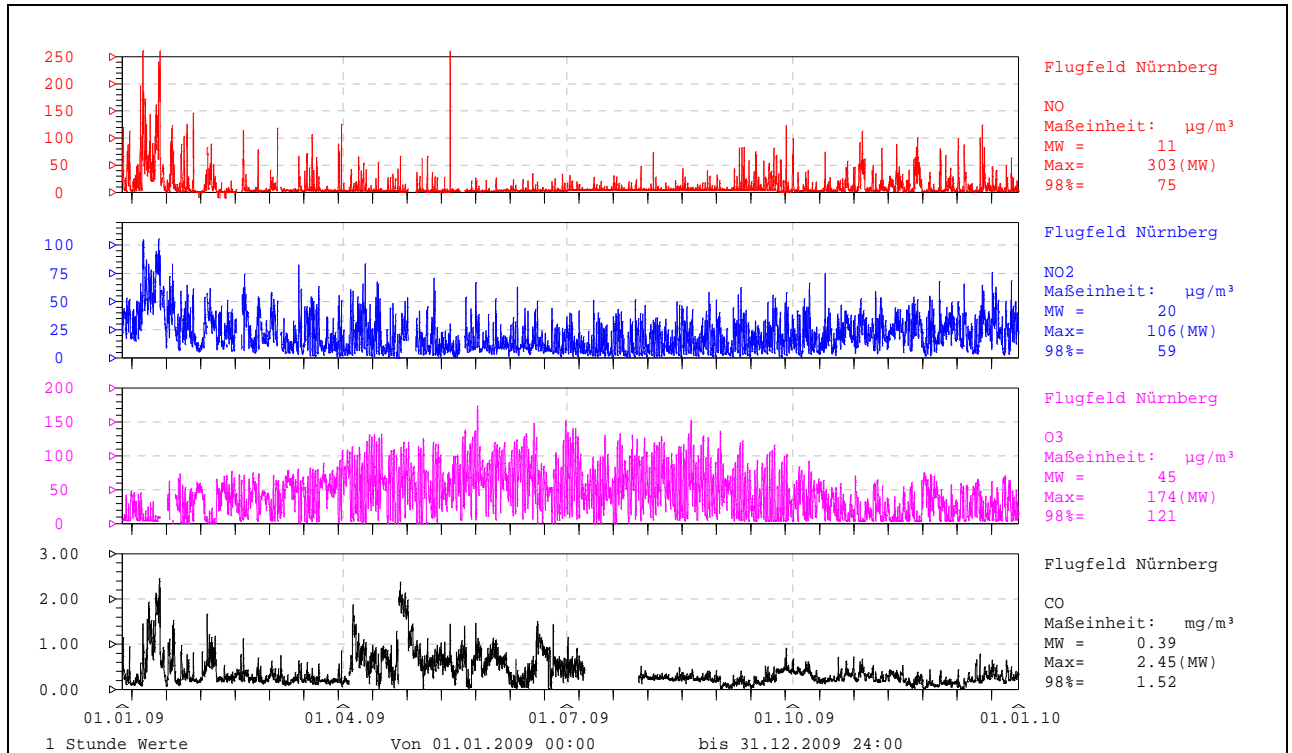 250
200
150
100
50
0
Flugfeld Nürnberg
NO
Maßeinheit: µg/m³
MW = 11
Max= 303(MW)
98%= 75
100
75
50
25
0
Flugfeld Nürnberg
NO2
Maßeinheit: µg/m³
MW = 20
Max= 106(MW)
98%= 59
200
150
100
50
0
Flugfeld Nürnberg
O3
Maßeinheit: µg/m³
MW = 45
Max= 174(MW)
98%= 121
3.00
2.00
1.00
0.00
Flugfeld Nürnberg
CO
Maßeinheit: mg/m³
MW = 0.39
Max= 2.45(MW)
98%= 1.52
01.01.09 01.04.09 01.07.09 01.10.09 01.01.10
1 Stunde Werte Von 01.01.2009 00:00 bis 31.12.2009 24:00